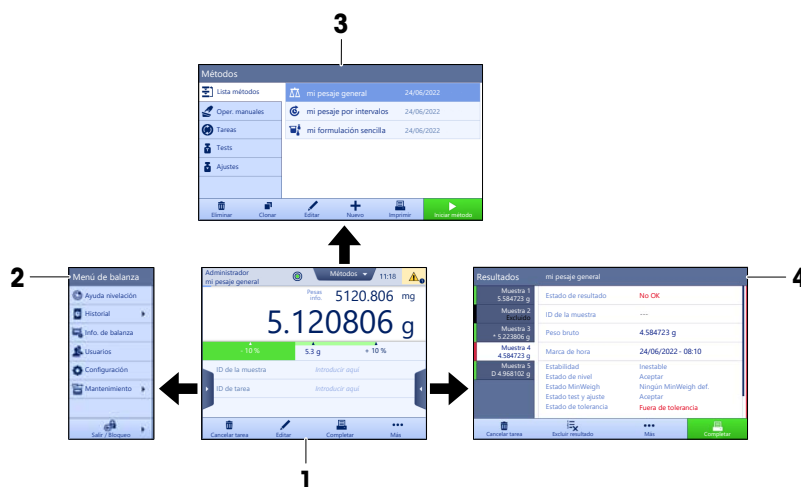 3
Métodos
Lista métodos
mi pesaje general 24/06/2022
Oper. manuales
mi pesaje por intervalos 24/06/2022
Tareas
mi formulación sencilla 24/06/2022
Tests
Ajustes
Eliminar Clonar Editar Nuevo Imprimir Iniciar método
2
Menú de balanza
Ayuda nivelación
Historial
Info. de balanza
Usuarios
Configuración
Mantenimiento
Salir / Bloqueo
Administrador
mi pesaje general
Métodos 11:18
Pesas info. 5120.806 mg
5.120806 g
- 10 % 5.3 g + 10 %
ID de la muestra Introducir aquí
ID de tarea Introducir aquí
Cancelar tarea Editar Completar Más
1
Resultados mi pesaje general
4
Muestra 1
5.584723 g
Muestra 2
Excluido
Muestra 3
* 5.223806 g
Muestra 4
4.584723 g
Muestra 5
D 4.968102 g
Estado de resultado No OK
ID de la muestra ---
Peso bruto 4.584723 g
Marca de hora 24/06/2022 - 08:10
Estabilidad Inestable
Estado de nivel Aceptar
Estado MinWeigh Ningún MinWeigh def.
Estado test y ajuste Aceptar
Estado de tolerancia Fuera de tolerancia
Cancelar tarea Excluir resultado Más Completar